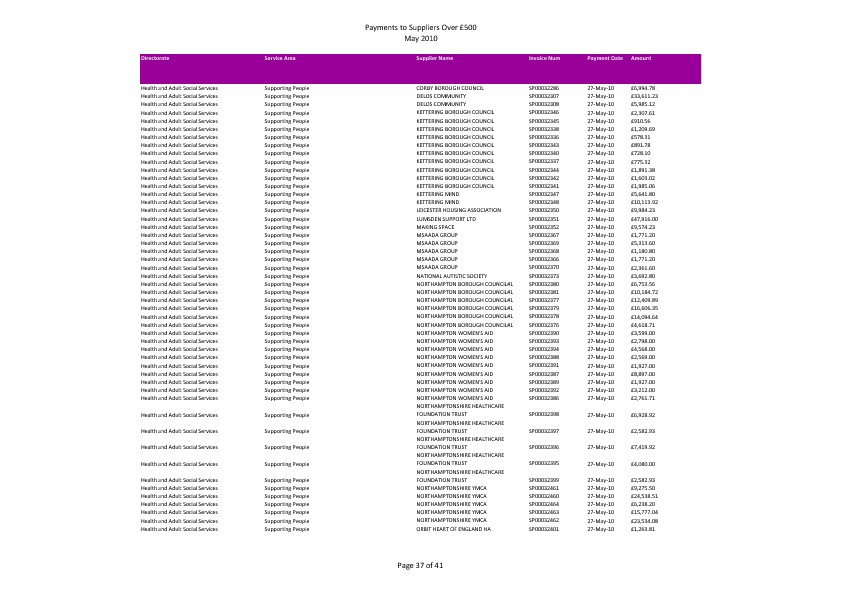 Payments to Suppliers Over £500
May 2010
Directorate Service Area Supplier Name Invoice Num Payment Date Amount
Health and Adult Social Services Supporting People CORBY BOROUGH COUNCIL SP00032286 27-May-10 £6,994.78
Health and Adult Social Services Supporting People DELOS COMMUNITY SP00032307 27-May-10 £33,611.23
Health and Adult Social Services Supporting People DELOS COMMUNITY SP00032308 27-May-10 £5,985.12
Health and Adult Social Services Supporting People KETTERING BOROUGH COUNCIL SP00032346 27-May-10 £2,307.61
Health and Adult Social Services Supporting People KETTERING BOROUGH COUNCIL SP00032345 27-May-10 £910.56
Health and Adult Social Services Supporting People KETTERING BOROUGH COUNCIL SP00032338 27-May-10 £1,209.69
Health and Adult Social Services Supporting People KETTERING BOROUGH COUNCIL SP00032336 27-May-10 £578.31
Health and Adult Social Services Supporting People KETTERING BOROUGH COUNCIL SP00032343 27-May-10 £891.78
Health and Adult Social Services Supporting People KETTERING BOROUGH COUNCIL SP00032340 27-May-10 £728.10
Health and Adult Social Services Supporting People KETTERING BOROUGH COUNCIL SP00032337 27-May-10 £775.32
Health and Adult Social Services Supporting People KETTERING BOROUGH COUNCIL SP00032344 27-May-10 £1,891.38
Health and Adult Social Services Supporting People KETTERING BOROUGH COUNCIL SP00032342 27-May-10 £1,603.02
Health and Adult Social Services Supporting People KETTERING BOROUGH COUNCIL SP00032341 27-May-10 £1,985.06
Health and Adult Social Services Supporting People KETTERING MIND SP00032347 27-May-10 £5,641.80
Health and Adult Social Services Supporting People KETTERING MIND SP00032348 27-May-10 £10,113.92
Health and Adult Social Services Supporting People LEICESTER HOUSING ASSOCIATION SP00032350 27-May-10 £9,984.23
Health and Adult Social Services Supporting People LUMSDEN SUPPORT LTD SP00032351 27-May-10 £47,916.00
Health and Adult Social Services Supporting People MAKING SPACE SP00032352 27-May-10 £9,574.23
Health and Adult Social Services Supporting People MSAADA GROUP SP00032367 27-May-10 £1,771.20
Health and Adult Social Services Supporting People MSAADA GROUP SP00032369 27-May-10 £5,313.60
Health and Adult Social Services Supporting People MSAADA GROUP SP00032368 27-May-10 £1,180.80
Health and Adult Social Services Supporting People MSAADA GROUP SP00032366 27-May-10 £1,771.20
Health and Adult Social Services Supporting People MSAADA GROUP SP00032370 27-May-10 £2,361.60
Health and Adult Social Services Supporting People NATIONAL AUTISTIC SOCIETY SP00032373 27-May-10 £3,692.80
Health and Adult Social Services Supporting People NORTHAMPTON BOROUGH COUNCILAL SP00032380 27-May-10 £6,753.56
Health and Adult Social Services Supporting People NORTHAMPTON BOROUGH COUNCILAL SP00032381 27-May-10 £10,184.72
Health and Adult Social Services Supporting People NORTHAMPTON BOROUGH COUNCILAL SP00032377 27-May-10 £12,409.89
Health and Adult Social Services Supporting People NORTHAMPTON BOROUGH COUNCILAL SP00032379 27-May-10 £16,606.35
Health and Adult Social Services Supporting People NORTHAMPTON BOROUGH COUNCILAL SP00032378 27-May-10 £14,094.64
Health and Adult Social Services Supporting People NORTHAMPTON BOROUGH COUNCILAL SP00032376 27-May-10 £4,618.71
Health and Adult Social Services Supporting People NORTHAMPTON WOMEN'S AID SP00032390 27-May-10 £3,599.00
Health and Adult Social Services Supporting People NORTHAMPTON WOMEN'S AID SP00032393 27-May-10 £2,798.00
Health and Adult Social Services Supporting People NORTHAMPTON WOMEN'S AID SP00032394 27-May-10 £4,568.00
Health and Adult Social Services Supporting People NORTHAMPTON WOMEN'S AID SP00032388 27-May-10 £2,569.00
Health and Adult Social Services Supporting People NORTHAMPTON WOMEN'S AID SP00032391 27-May-10 £1,927.00
Health and Adult Social Services Supporting People NORTHAMPTON WOMEN'S AID SP00032387 27-May-10 £8,897.00
Health and Adult Social Services Supporting People NORTHAMPTON WOMEN'S AID SP00032389 27-May-10 £1,927.00
Health and Adult Social Services Supporting People NORTHAMPTON WOMEN'S AID SP00032392 27-May-10 £1,212.00
Health and Adult Social Services Supporting People NORTHAMPTON WOMEN'S AID SP00032386 27-May-10 £2,761.71
NORTHAMPTONSHIRE HEALTHCARE
Health and Adult Social Services Supporting People FOUNDATION TRUST SP00032398 27-May-10 £6,928.92
NORTHAMPTONSHIRE HEALTHCARE
Health and Adult Social Services Supporting People FOUNDATION TRUST SP00032397 27-May-10 £2,582.93
NORTHAMPTONSHIRE HEALTHCARE
Health and Adult Social Services Supporting People FOUNDATION TRUST SP00032396 27-May-10 £7,419.92
NORTHAMPTONSHIRE HEALTHCARE
Health and Adult Social Services Supporting People FOUNDATION TRUST SP00032395 27-May-10 £4,080.00
NORTHAMPTONSHIRE HEALTHCARE
Health and Adult Social Services Supporting People FOUNDATION TRUST SP00032399 27-May-10 £2,582.93
Health and Adult Social Services Supporting People NORTHAMPTONSHIRE YMCA SP00032461 27-May-10 £9,275.50
Health and Adult Social Services Supporting People NORTHAMPTONSHIRE YMCA SP00032460 27-May-10 £24,538.51
Health and Adult Social Services Supporting People NORTHAMPTONSHIRE YMCA SP00032464 27-May-10 £6,238.20
Health and Adult Social Services Supporting People NORTHAMPTONSHIRE YMCA SP00032463 27-May-10 £15,777.04
Health and Adult Social Services Supporting People NORTHAMPTONSHIRE YMCA SP00032462 27-May-10 £23,534.08
Health and Adult Social Services Supporting People ORBIT HEART OF ENGLAND HA SP00032401 27-May-10 £1,263.81
Page 37 of 41